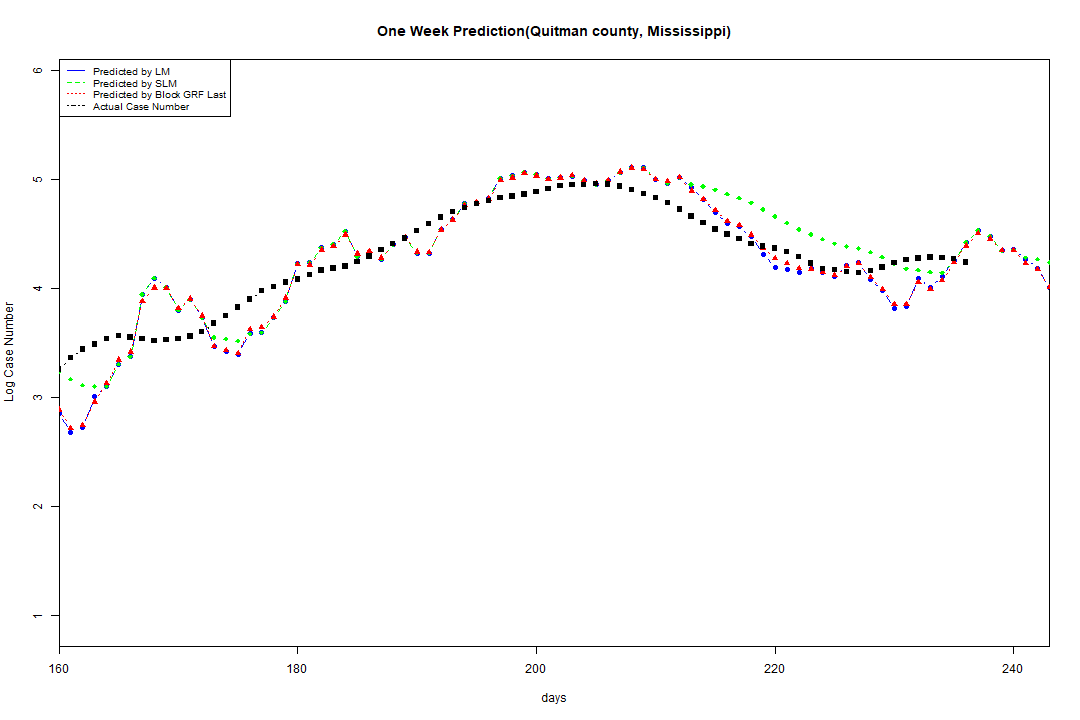 One Week Prediction(Quitman county, Mississippi)
Predicted by LM
Predicted by SLM
Predicted by Block GRF Last
Actual Case Number
6
5
4
3
2
1
Log Case Number
160 180 200 220 240
days